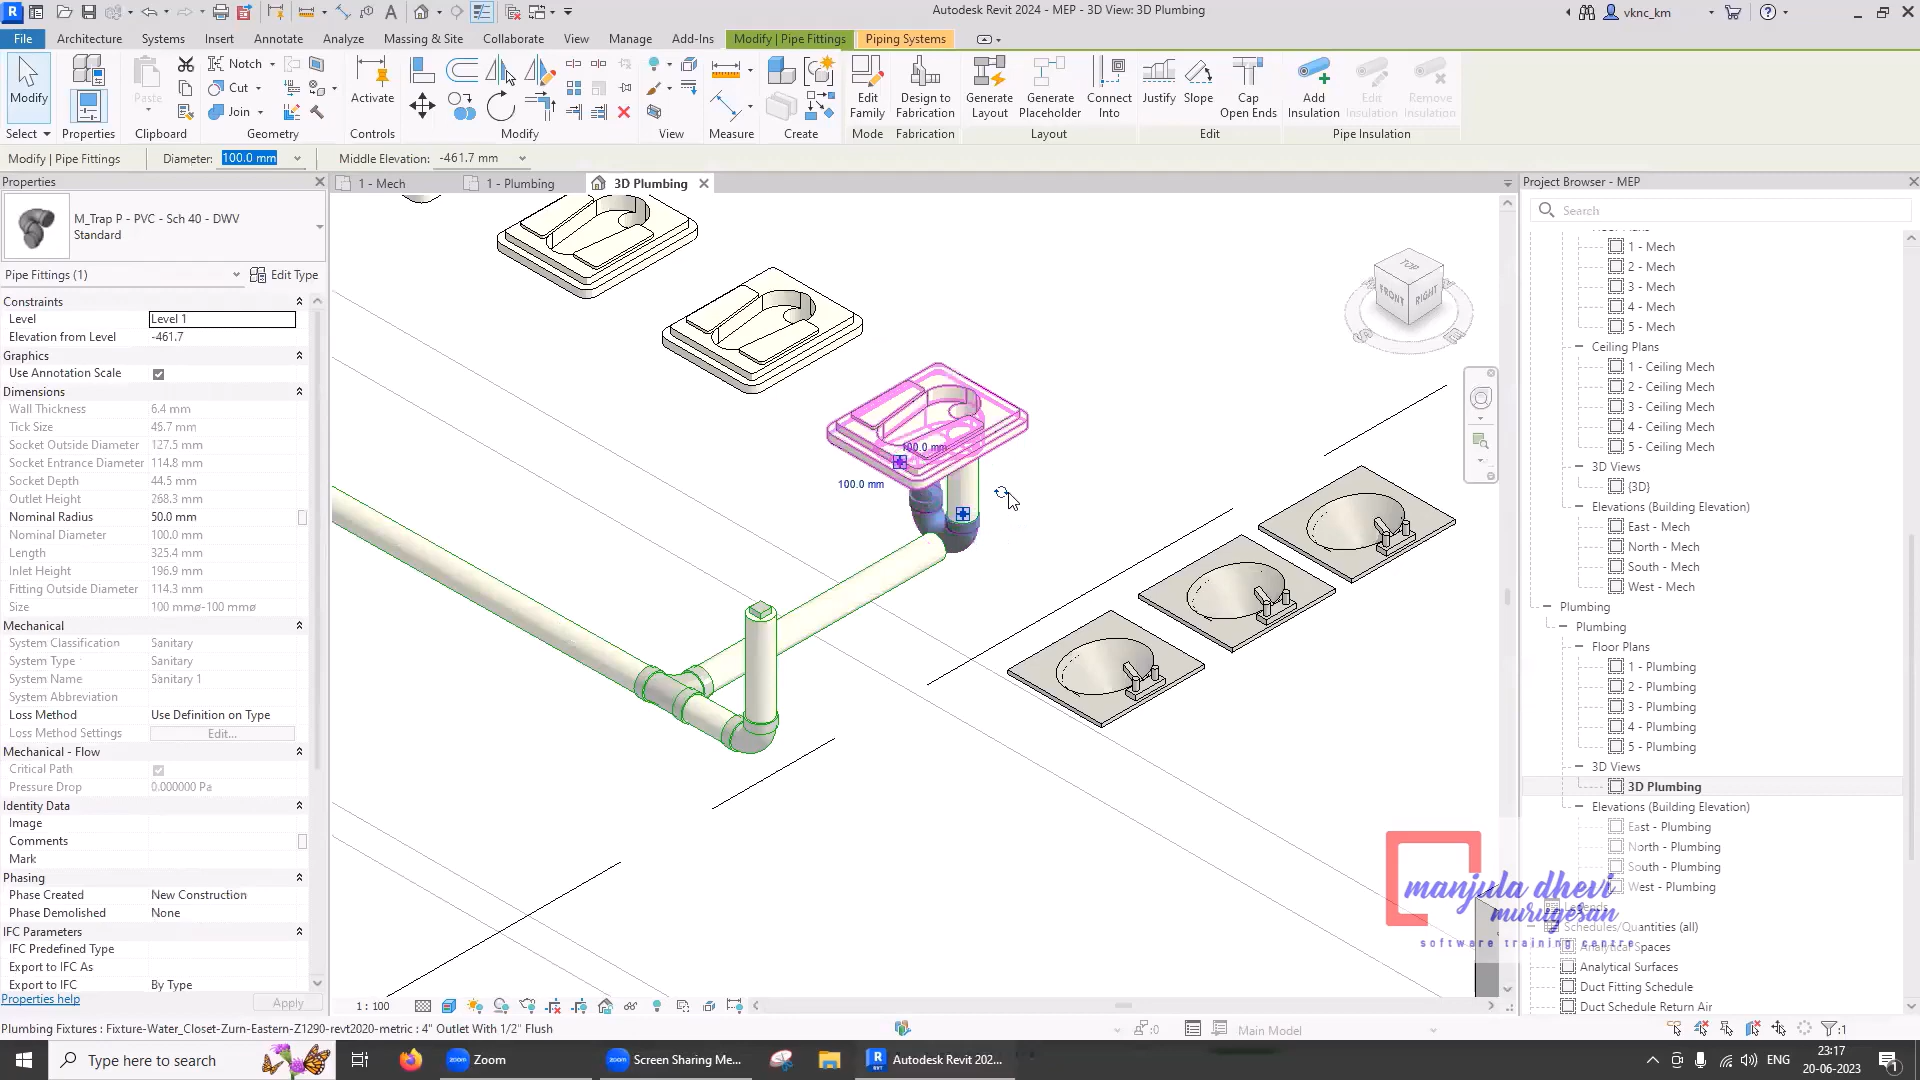 Autodesk Revit 2024 - MEP - 3D View: 3D Plumbing
vknc_km
File Architecture Systems Insert Annotate Analyze Massing & Site Collaborate View Manage Add-Ins Modify | Pipe Fittings Piping Systems
Modify
Paste
Notch
Cut
Join
Activate
Edit Family
Design to Fabrication
Generate Layout
Generate Placeholder
Connect Into
Justify
Slope
Cap Open Ends
Add Insulation
Edit Insulation
Remove Insulation
Select Properties Clipboard Geometry Controls Modify View Measure Create Mode Fabrication Layout Edit Pipe Insulation
Modify | Pipe Fittings Diameter: 100.0 mm Middle Elevation: -461.7 mm
Properties
M_Trap P - PVC - Sch 40 - DWV
Standard
Pipe Fittings (1) Edit Type
Constraints
Level Level 1
Elevation from Level -461.7
Graphics
Use Annotation Scale
Dimensions
Wall Thickness 6.4 mm
Tick Size 45.7 mm
Socket Outside Diameter 127.5 mm
Socket Entrance Diameter 114.8 mm
Socket Depth 44.5 mm
Outlet Height 268.3 mm
Nominal Radius 50.0 mm
Nominal Diameter 100.0 mm
Length 325.4 mm
Inlet Height 196.9 mm
Fitting Outside Diameter 114.3 mm
Size 100 mmø-100 mmø
Mechanical
System Classification Sanitary
System Type Sanitary
System Name Sanitary 1
System Abbreviation
Loss Method Use Definition on Type
Loss Method Settings Edit...
Mechanical - Flow
Critical Path
Pressure Drop 0.000000 Pa
Identity Data
Image
Comments
Mark
Phasing
Phase Created New Construction
Phase Demolished None
IFC Parameters
IFC Predefined Type
Export to IFC As
Export to IFC By Type
Properties help Apply
1 - Mech 1 - Plumbing 3D Plumbing
100.0 mm
100.0 mm
TOP
FRONT RIGHT
Project Browser - MEP
Search
1 - Mech
2 - Mech
3 - Mech
4 - Mech
5 - Mech
Ceiling Plans
1 - Ceiling Mech
2 - Ceiling Mech
3 - Ceiling Mech
4 - Ceiling Mech
5 - Ceiling Mech
3D Views
{3D}
Elevations (Building Elevation)
East - Mech
North - Mech
South - Mech
West - Mech
Plumbing
Plumbing
Floor Plans
1 - Plumbing
2 - Plumbing
3 - Plumbing
4 - Plumbing
5 - Plumbing
3D Views
3D Plumbing
Elevations (Building Elevation)
East - Plumbing
North - Plumbing
South - Plumbing
West - Plumbing
Legends
Schedules/Quantities (all)
Analytical Spaces
Analytical Surfaces
Duct Fitting Schedule
Duct Schedule Return Air
manjula dhevi
murugesan
software training centre
1 : 100
Plumbing Fixtures : Fixture-Water_Closet-Zurn-Eastern-Z1290-revt2020-metric : 4" Outlet With 1/2" Flush
:0 Main Model :1
Type here to search Zoom Screen Sharing Me... Autodesk Revit 202... ENG
23:17
20-06-2023